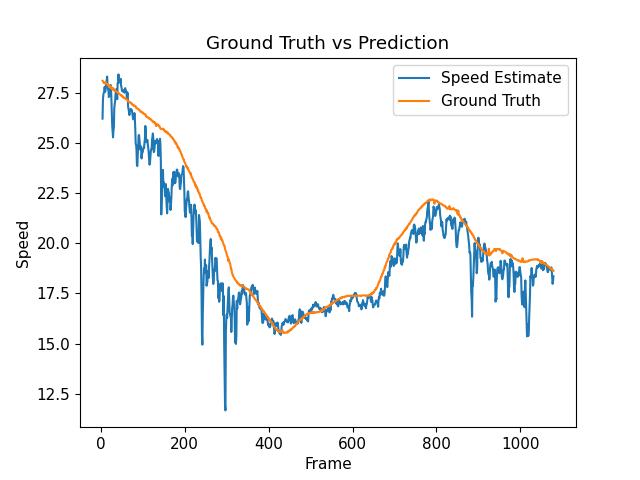 Ground Truth vs Prediction
Speed Estimate
Ground Truth
27.5
25.0
22.5
20.0
17.5
15.0
12.5
Speed
0
200
400
600
800
1000
Frame